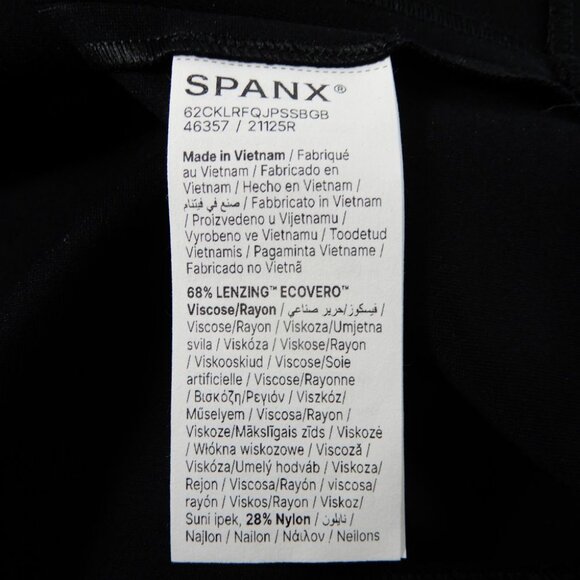 SPANX®
62CKLRFQJPSSBGB
46357 / 21125R
Made in Vietnam / Fabriqué
au Vietnam / Fabricado en
Vietnam / Hecho en Vietnam /
صنع في فيتنام / Fabbricato in Vietnam
/ Proizvedeno u Vijetnamu /
Vyrobeno ve Vietnamu / Toodetud
Vietnamis / Pagaminta Vietname /
Fabricado no Vietnã
68% LENZING™ ECOVERO™
Viscose/Rayon / فيسكوز/حرير صناعي /
Viscose/Rayon / Viskoza/Umjetna
svila / Viskóza / Viskose/Rayon
/ Viskooskiud / Viscose/Soie
artificielle / Viscose/Rayonne
/ Βισκόζη/Ρεγιόν / Viszkóz/
Műselyem / Viscosa/Rayon /
Viskoze/Mākslīgais zīds / Viskozė
/ Włókna wiskozowe / Viscoză /
Viskóza/Umelý hodváb / Viskoza/
Rejon / Viscosa/Rayón / viscosa/
rayón / Viskos/Rayon / Viskoz/
Suni ipek, 28% Nylon / نايلون /
Najlon / Nailon / Νάιλον / Neilons